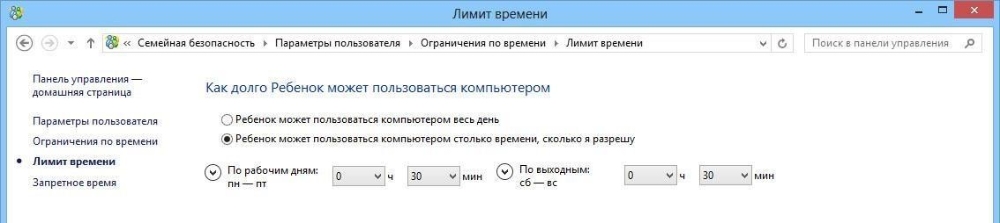 Лимит времени
« Семейная безопасность Параметры пользователя Ограничения по времени Лимит времени
Поиск в панели управления
Панель управления —
домашняя страница
Параметры пользователя
Ограничения по времени
• Лимит времени
Запретное время
Как долго Ребенок может пользоваться компьютером
Ребенок может пользоваться компьютером весь день
Ребенок может пользоваться компьютером столько времени, сколько я разрешу
По рабочим дням:
пн — пт
0 ч 30 мин
По выходным:
сб — вс
0 ч 30 мин